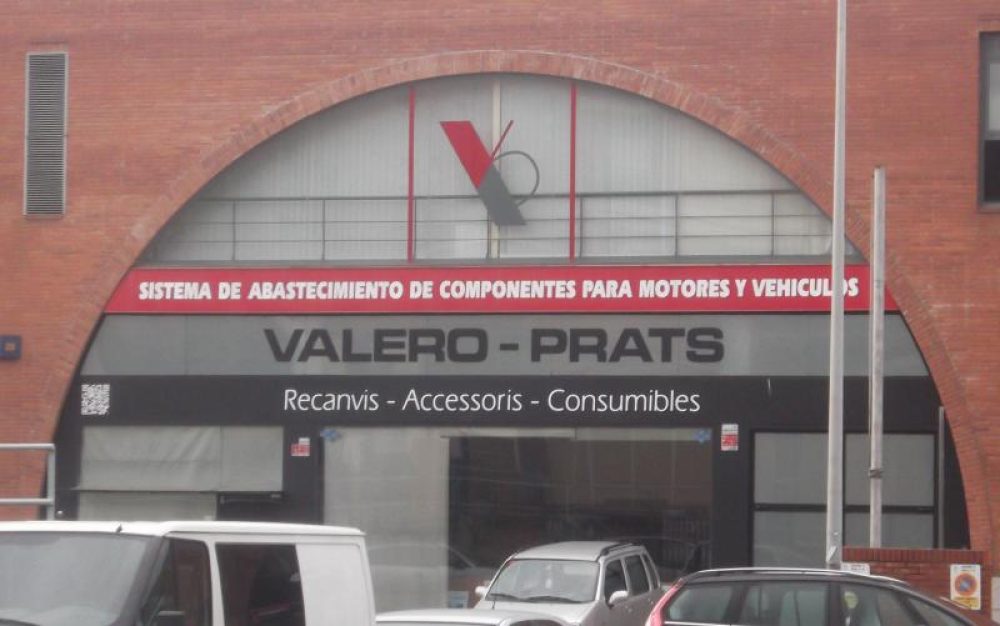 SISTEMA DE ABASTECIMIENTO DE COMPONENTES PARA MOTORES Y VEHICULOS
VALERO - PRATS
Recanvis - Accessoris - Consumibles